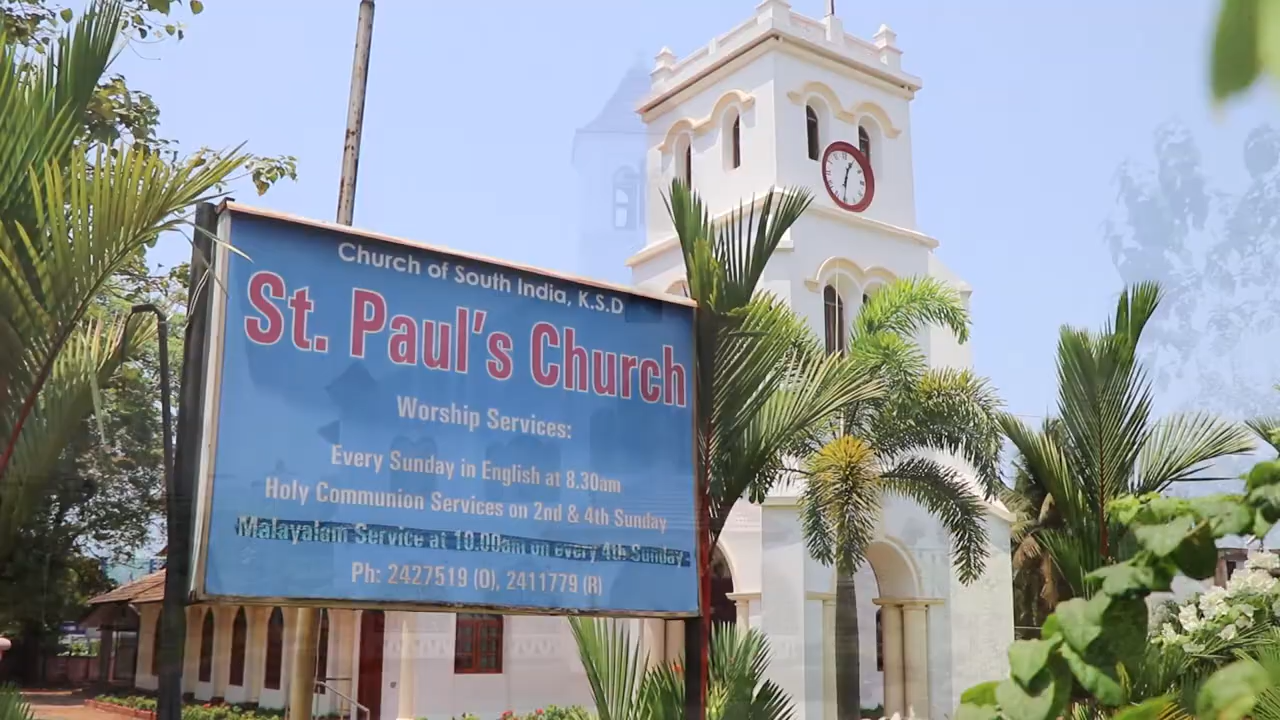 Church of South India, K.S.D
St. Paul's Church
Worship Services:
Every Sunday in English at 8.30am
Holy Communion Services on 2nd & 4th Sunday
Malayalam Service at 10.00am on every 4th Sunday
Ph: 2427519 (O), 2411779 (R)